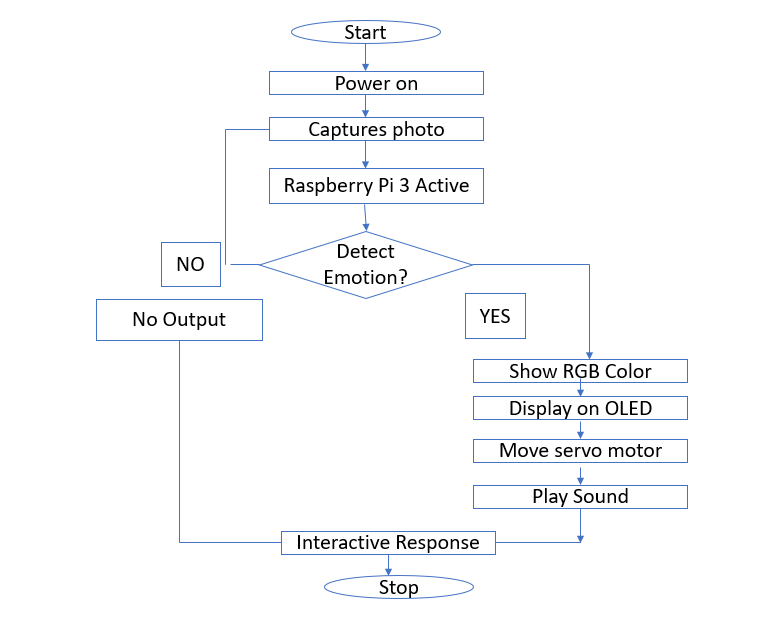 Start
Power on
Captures photo
Raspberry Pi 3 Active
Detect
Emotion?
NO
No Output
YES
Show RGB Color
Display on OLED
Move servo motor
Play Sound
Interactive Response
Stop